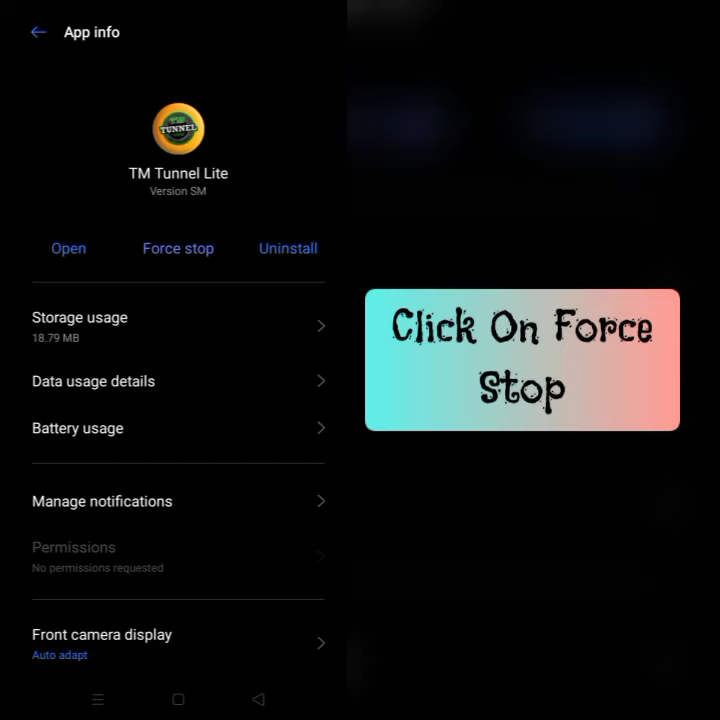 App info
TM
TUNNEL
TM Tunnel Lite
Version SM
Open
Force stop
Uninstall
Storage usage
18.79 MB
Data usage details
Battery usage
Manage notifications
Permissions
No permissions requested
Front camera display
Auto adapt
Click On Force
Stop